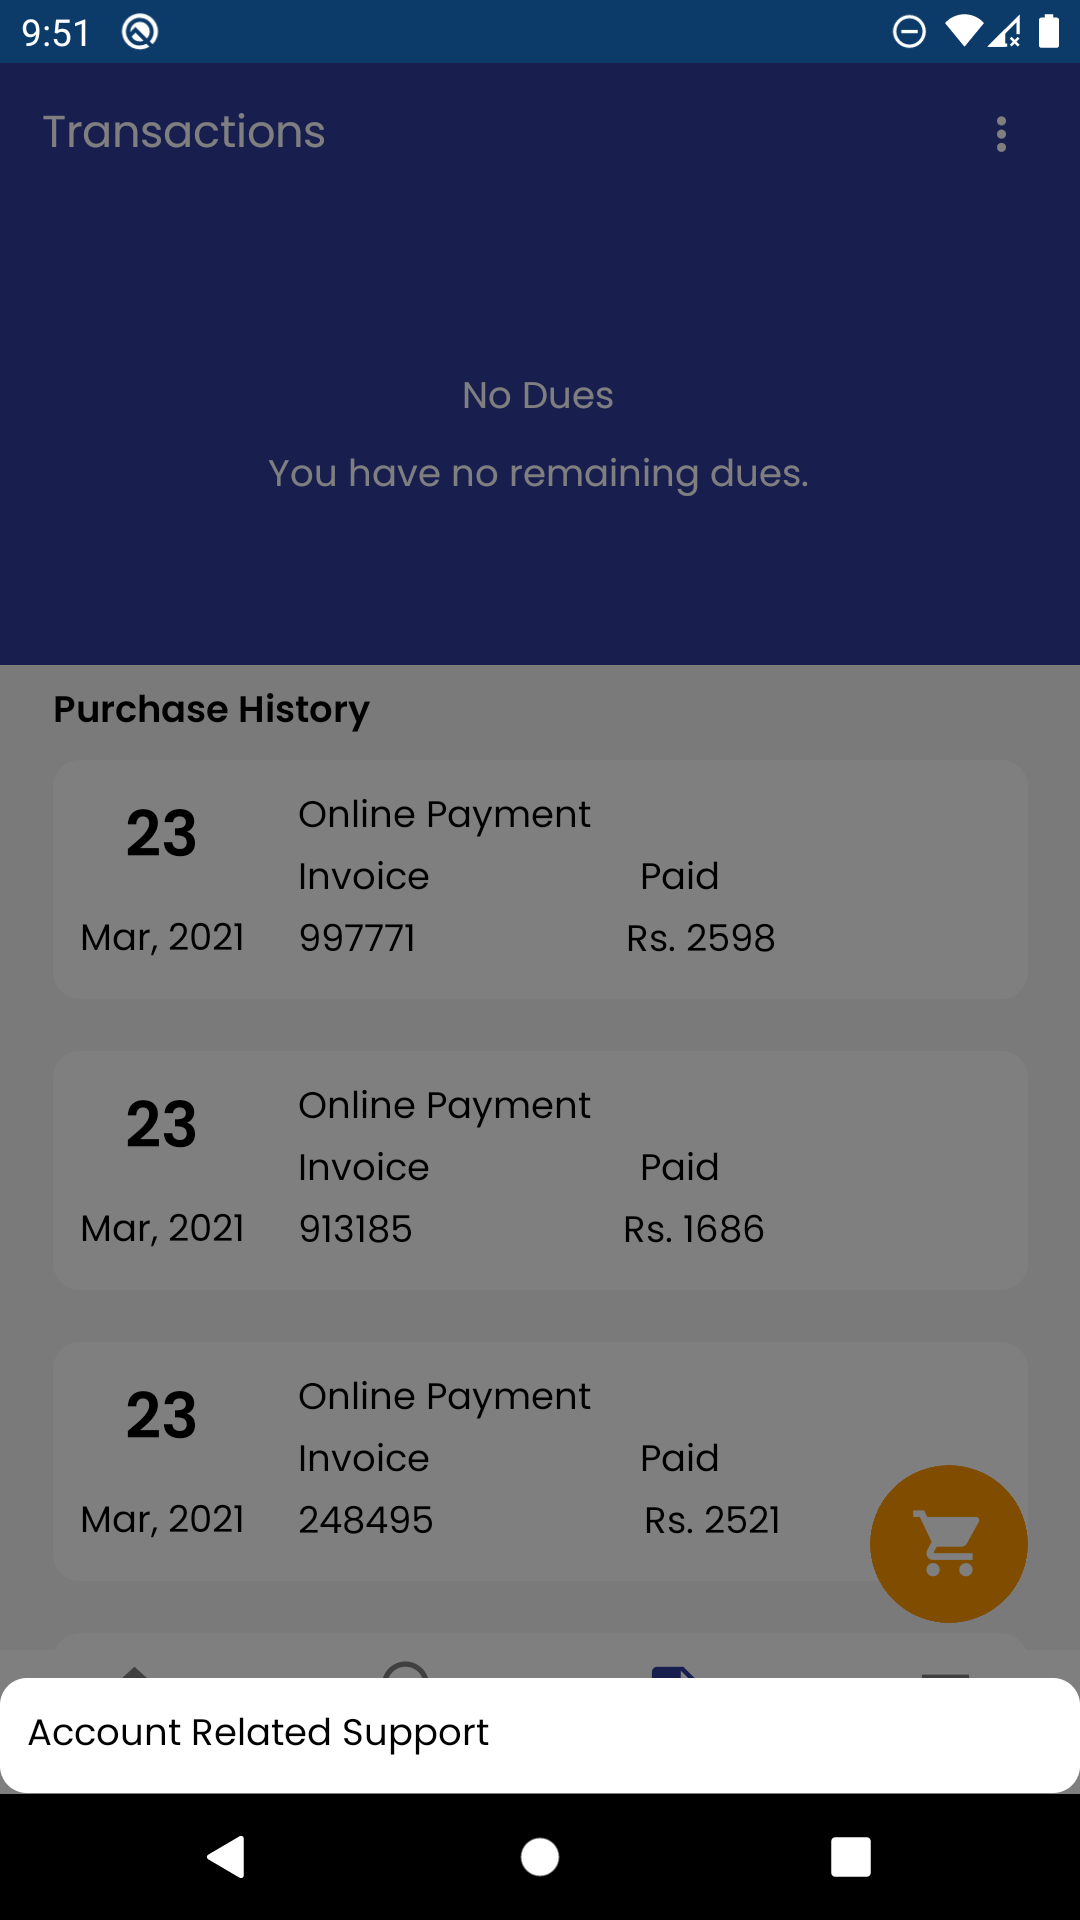 9:51
Transactions
No Dues
You have no remaining dues.
Purchase History
23
Online Payment
Invoice Paid
Mar, 2021 997771 Rs. 2598
23
Online Payment
Invoice Paid
Mar, 2021 913185 Rs. 1686
23
Online Payment
Invoice Paid
Mar, 2021 248495 Rs. 2521
Account Related Support